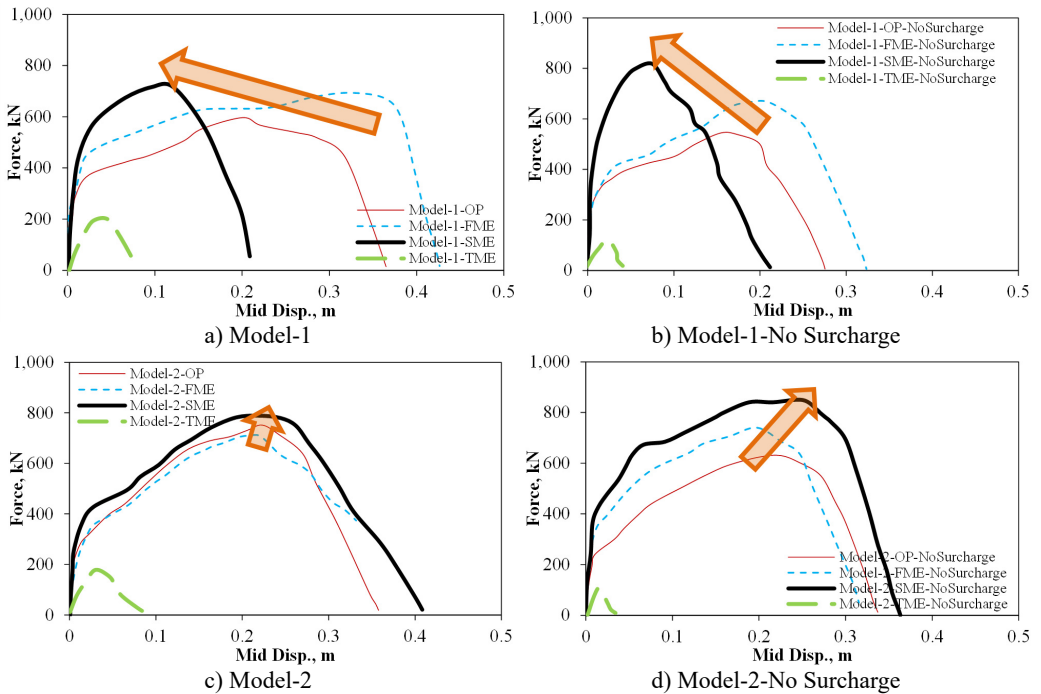 1,000
800
600
400
200
0
Force, kN
0
0.1
0.2
0.3
0.4
0.5
Mid Disp., m
Model-1-OP
Model-1-FME
Model-1-SME
Model-1-TME
a) Model-1
1,000
800
600
400
200
0
Force, kN
0
0.1
0.2
0.3
0.4
0.5
Mid Disp., m
Model-1-OP-NoSurcharge
Model-1-FME-NoSurcharge
Model-1-SME-NoSurcharge
Model-1-TME-NoSurcharge
b) Model-1-No Surcharge
1,000
800
600
400
200
0
Force, kN
0
0.1
0.2
0.3
0.4
0.5
Mid Disp., m
Model-2-OP
Model-2-FME
Model-2-SME
Model-2-TME
c) Model-2
1,000
800
600
400
200
0
Force, kN
0
0.1
0.2
0.3
0.4
0.5
Mid Disp., m
Model-2-OP-NoSurcharge
Model-2-FME-NoSurcharge
Model-2-SME-NoSurcharge
Model-2-TME-NoSurcharge
d) Model-2-No Surcharge